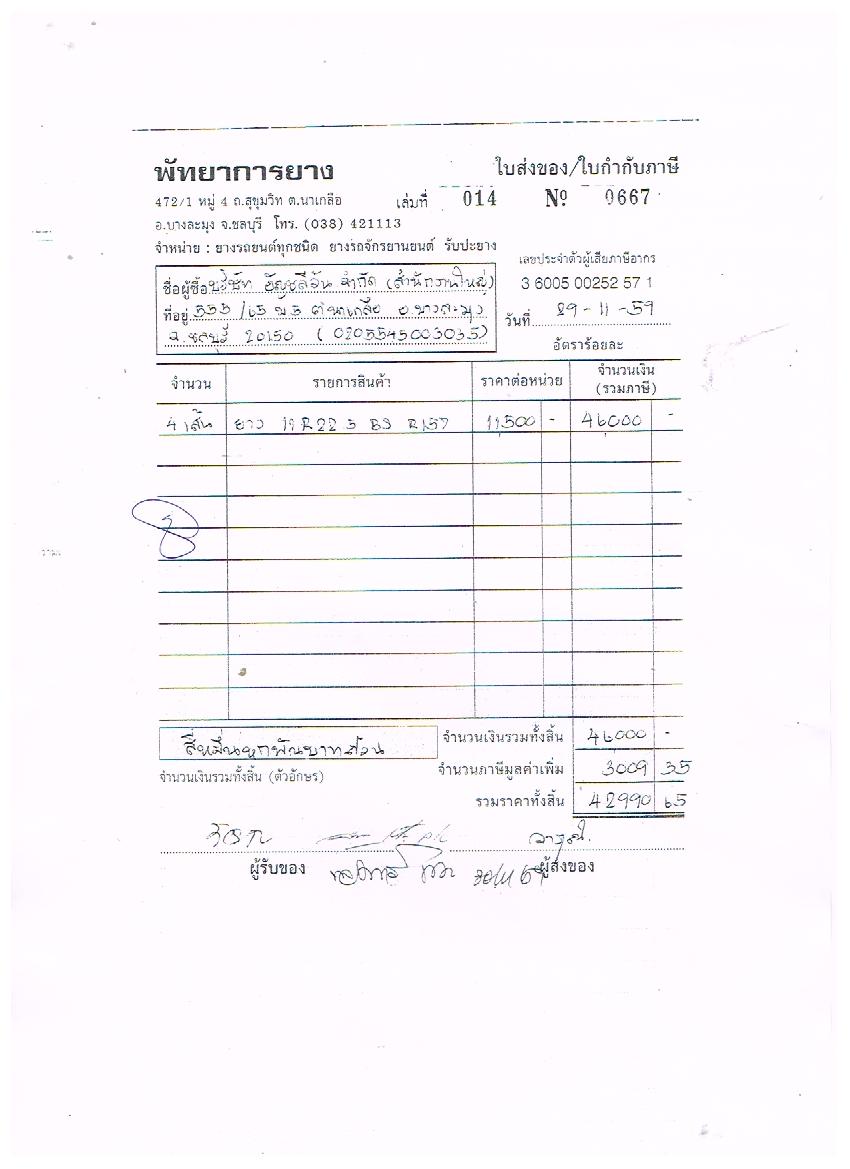 พัทยาการยาง
ใบส่งของ/ใบกำกับภาษี
472/1 หมู่ 4 ถ.สุขุมวิท ต.นาเกลือ
เล่มที่ 014 Nº 0667
อ.บางละมุง จ.ชลบุรี โทร. (038) 421113
จำหน่าย : ยางรถยนต์ทุกชนิด ยางรถจักรยานยนต์ รับปะยาง
เลขประจำตัวผู้เสียภาษีอากร
3 6005 00252 57 1
ชื่อผู้ซื้อ บริษัท อัญชลีวัน จำกัด (สำนักงานใหญ่)
ที่อยู่ 555/65 ม.5 ต.นาเกลือ อ.บางละมุง
จ.ชลบุรี 20150 (0205545003035)
วันที่ 29-11-59
อัตราร้อยละ
จำนวน รายการสินค้า ราคาต่อหน่วย จำนวนเงิน (รวมภาษี)
4 เส้น ยาง 11R22.5 BS R157 11,500 - 46000 -
สี่หมื่นหกพันบาทถ้วน
จำนวนเงินรวมทั้งสิ้น 46000 -
จำนวนเงินรวมทั้งสิ้น (ตัวอักษร)
จำนวนภาษีมูลค่าเพิ่ม 3009 35
รวมราคาทั้งสิ้น 42990 65
ผู้รับของ
ผู้ส่งของ